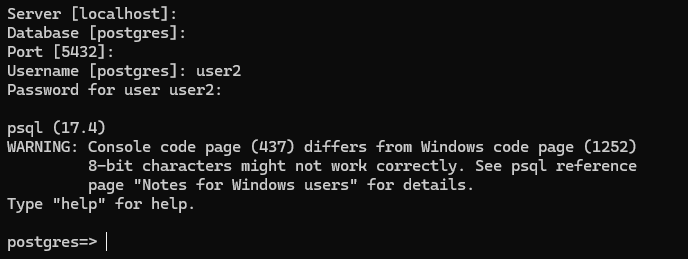 Server [localhost]:
Database [postgres]:
Port [5432]:
Username [postgres]: user2
Password for user user2:
psql (17.4)
WARNING: Console code page (437) differs from Windows code page (1252)
8-bit characters might not work correctly. See psql reference
page "Notes for Windows users" for details.
Type "help" for help.
postgres=>